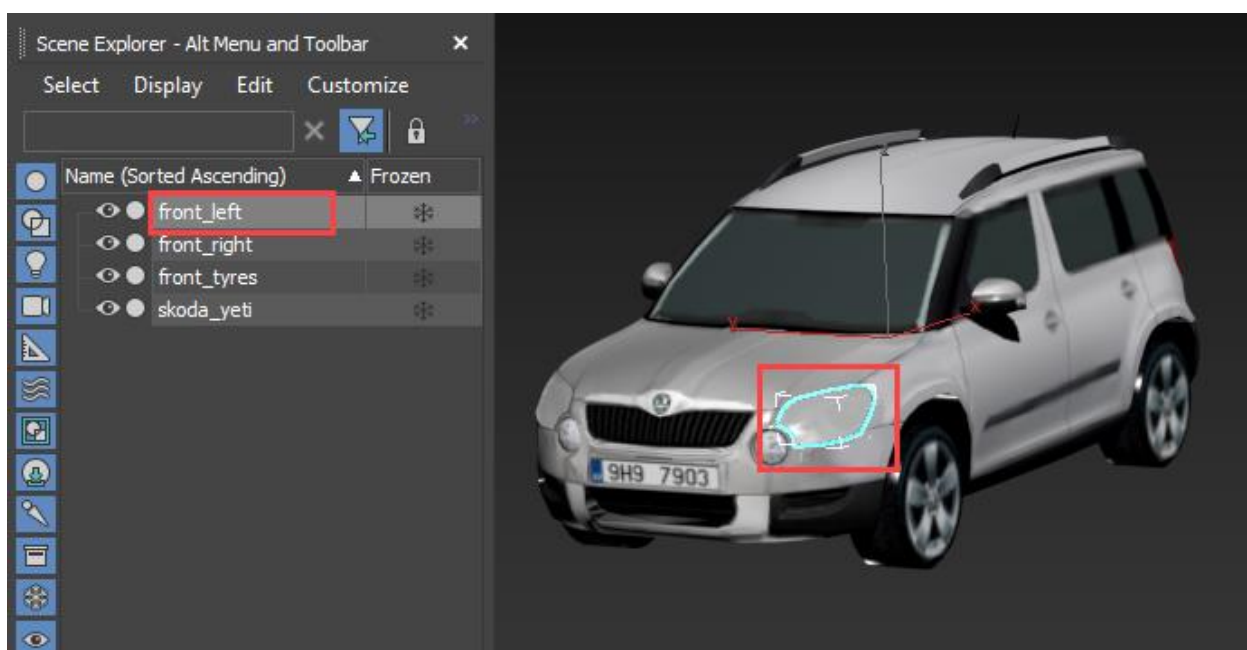 Scene Explorer - Alt Menu and Toolbar
Select Display Edit Customize
Name (Sorted Ascending) Frozen
front_left
front_right
front_tyres
skoda_yeti
Y
X
9H9 7903